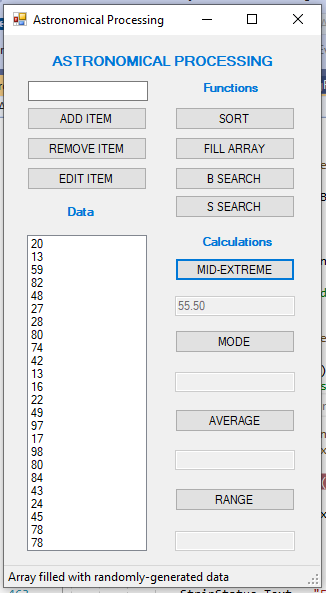 Astronomical Processing
ASTRONOMICAL PROCESSING
Functions
ADD ITEM
SORT
REMOVE ITEM
FILL ARRAY
EDIT ITEM
B SEARCH
S SEARCH
Data
20
13
59
82
48
27
28
80
74
42
13
16
22
49
97
17
98
80
84
43
24
45
78
78
Calculations
MID-EXTREME
55.50
MODE
AVERAGE
RANGE
Array filled with randomly-generated data